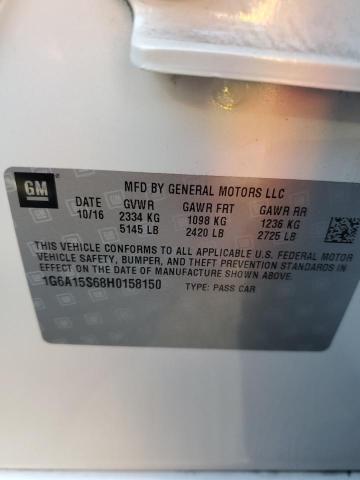 GM
MFD BY GENERAL MOTORS LLC
DATE GVWR GAWR FRT GAWR RR
10/16 2334 KG 1098 KG 1236 KG
5145 LB 2420 LB 2725 LB
THIS VEHICLE CONFORMS TO ALL APPLICABLE U.S. FEDERAL MOTOR
VEHICLE SAFETY, BUMPER, AND THEFT PREVENTION STANDARDS IN
EFFECT ON THE DATE OF MANUFACTURE SHOWN ABOVE.
1G6A15S68H0158150 TYPE: PASS CAR